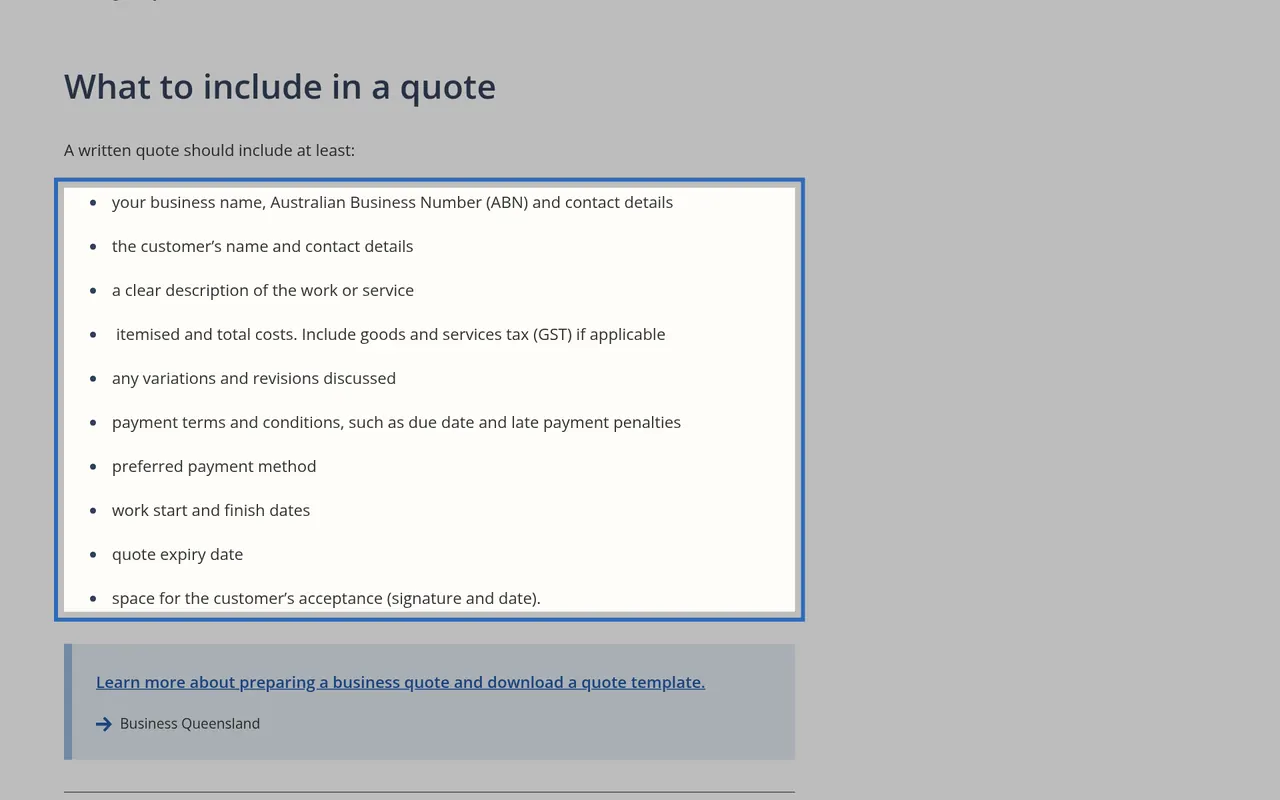 What to include in a quote
A written quote should include at least:
• your business name, Australian Business Number (ABN) and contact details
• the customer’s name and contact details
• a clear description of the work or service
• itemised and total costs. Include goods and services tax (GST) if applicable
• any variations and revisions discussed
• payment terms and conditions, such as due date and late payment penalties
• preferred payment method
• work start and finish dates
• quote expiry date
• space for the customer’s acceptance (signature and date).
Learn more about preparing a business quote and download a quote template.
→ Business Queensland